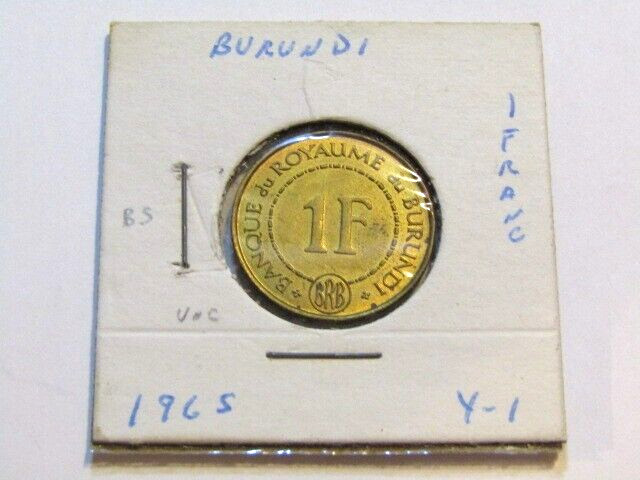 BURUNDI
1 FRANC
BANQUE du ROYAUME du BURUNDI
1F
BRB
BS
UNC
1965
Y-1